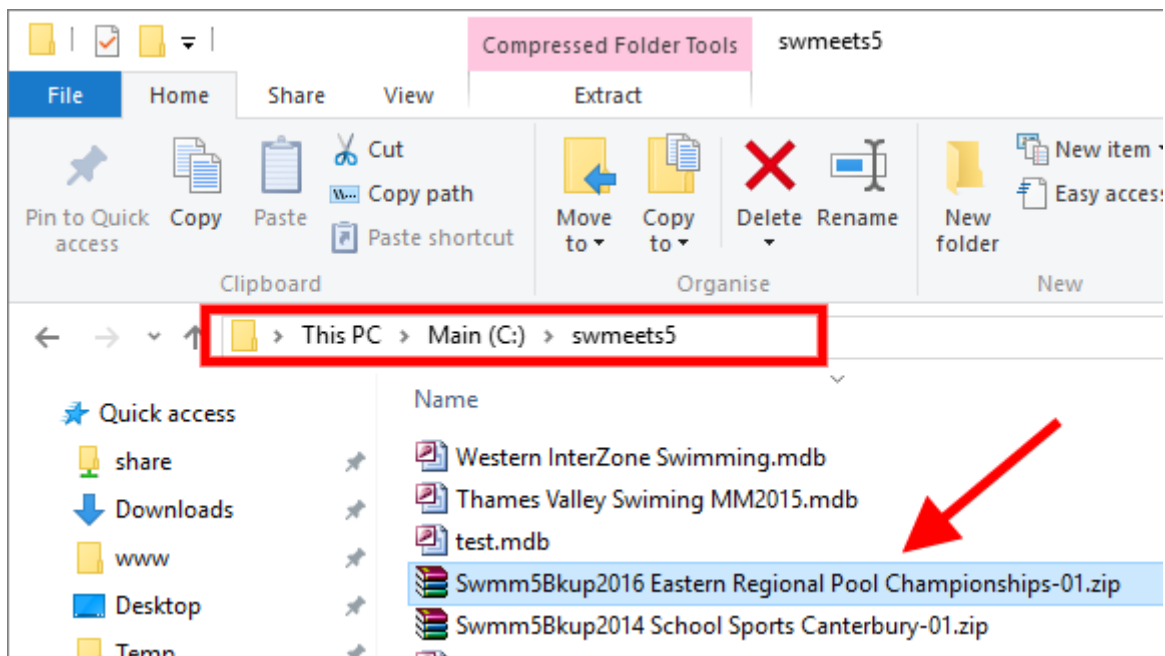 Compressed Folder Tools swmeets5
File Home Share View Extract
Pin to Quick access
Copy
Paste
Cut
Copy path
Paste shortcut
Clipboard
Move to
Copy to
Delete
Rename
Organise
New folder
New item
Easy access
New
This PC > Main (C:) > swmeets5
Quick access
share
Downloads
www
Desktop
Temp
Name
Western InterZone Swimming.mdb
Thames Valley Swiming MM2015.mdb
test.mdb
Swmm5Bkup2016 Eastern Regional Pool Championships-01.zip
Swmm5Bkup2014 School Sports Canterbury-01.zip